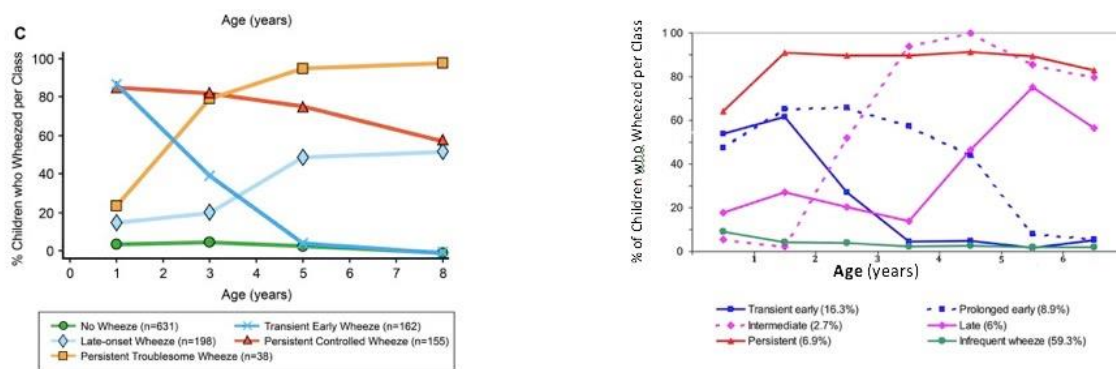 Age (years)
C
% Children who Wheezed per Class
100
80
60
40
20
0
0 1 2 3 4 5 6 7 8
Age (years)
No Wheeze (n=631) Transient Early Wheeze (n=162)
Late-onset Wheeze (n=198) Persistent Controlled Wheeze (n=155)
Persistent Troublesome Wheeze (n=38)
% of Children who Wheezed per Class
1 00
80
60
40
20
0
1 2 3 4 5 6
Age (years)
Transient early (16.3%) Prolonged early (8.9%)
Intermediate (2.7%) Late (6%)
Persistent (6.9%) Infrequent wheeze (59.3%)